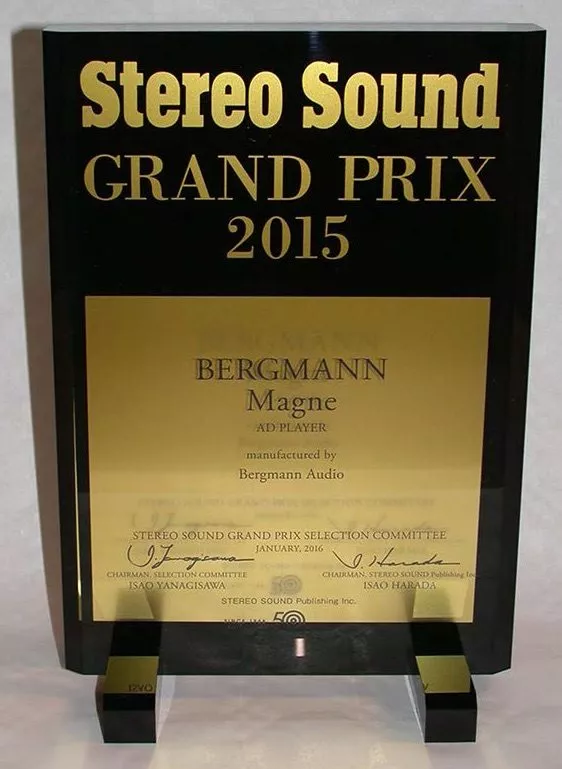 Stereo Sound
GRAND PRIX
2015
BERGMANN
Magne
AD PLAYER
manufactured by
Bergmann Audio
STEREO SOUND GRAND PRIX SELECTION COMMITTEE
JANUARY, 2016
CHAIRMAN, SELECTION COMMITTEE
ISAO YANAGISAWA
CHAIRMAN, STEREO SOUND Publishing Inc.
ISAO HARADA
STEREO SOUND Publishing Inc.